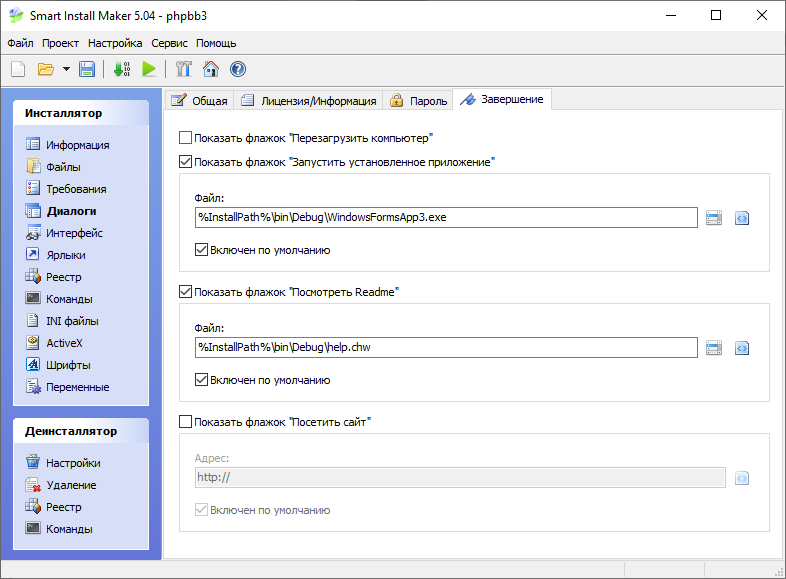 Smart Install Maker 5.04 - phpbb3
Файл Проект Настройка Сервис Помощь
Инсталлятор
Информация
Файлы
Требования
Диалоги
Интерфейс
Ярлыки
Реестр
Команды
INI файлы
ActiveX
Шрифты
Переменные
Деинсталлятор
Настройки
Удаление
Реестр
Команды
Общая Лицензия/Информация Пароль Завершение
Показать флажок "Перезагрузить компьютер"
Показать флажок "Запустить установленное приложение"
Файл:
%InstallPath%\bin\Debug\WindowsFormsApp3.exe
Включен по умолчанию
Показать флажок "Посмотреть Readme"
Файл:
%InstallPath%\bin\Debug\help.chw
Включен по умолчанию
Показать флажок "Посетить сайт"
Адрес:
http://
Включен по умолчанию